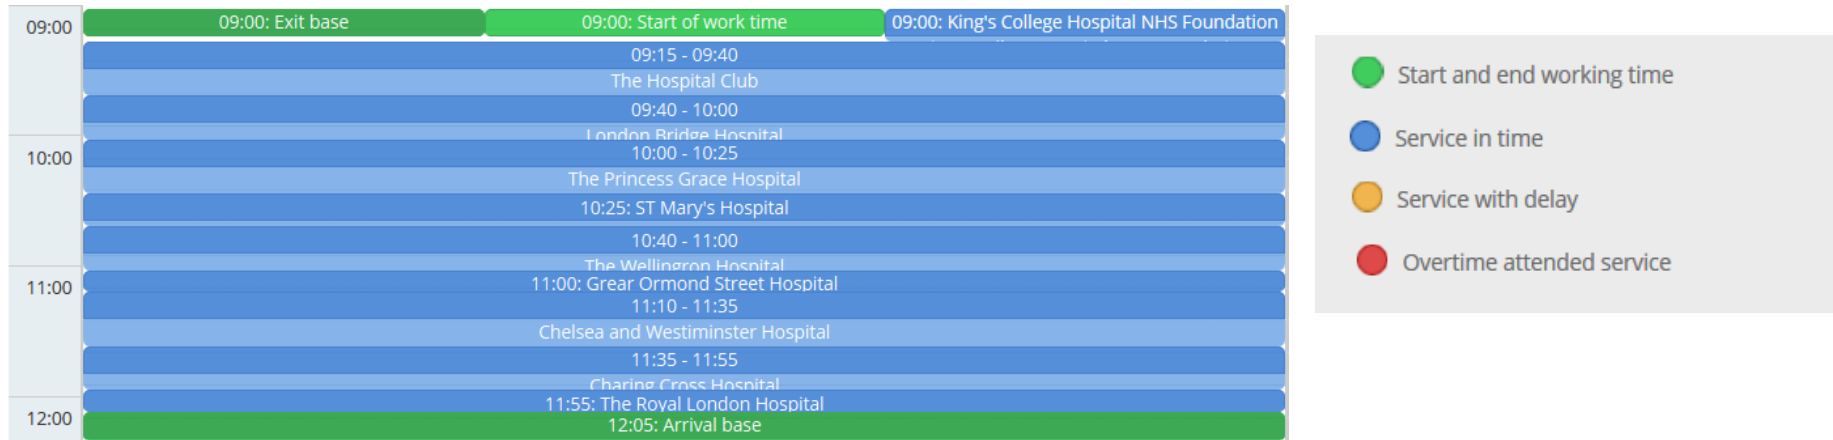 09:00
09:00: Exit base
09:00: Start of work time
09:00: King's College Hospital NHS Foundation
09:15 - 09:40
The Hospital Club
09:40 - 10:00
London Bridge Hospital
10:00
10:00 - 10:25
The Princess Grace Hospital
10:25: ST Mary's Hospital
10:40 - 11:00
The Wellingron Hospital
11:00
11:00: Grear Ormond Street Hospital
11:10 - 11:35
Chelsea and Westiminster Hospital
11:35 - 11:55
Charing Cross Hospital
11:55: The Royal London Hospital
12:00
12:05: Arrival base
Start and end working time
Service in time
Service with delay
Overtime attended service